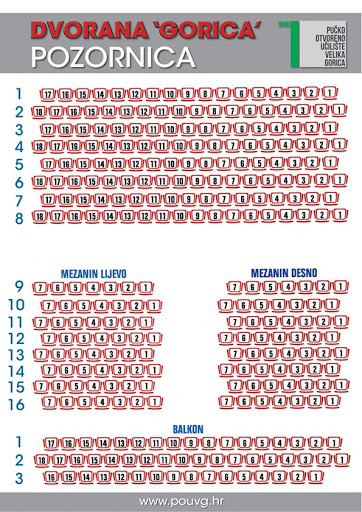 DVORANA 'GORICA'
POZORNICA
PUČKO
OTVORENO
UČILIŠTE
VELIKA
GORICA
1 17 16 15 14 13 12 11 10 9 8 7 6 5 4 3 2 1
2 18 17 16 15 14 13 12 11 10 9 8 7 6 5 4 3 2 1
3 17 16 15 14 13 12 11 10 9 8 7 6 5 4 3 2 1
4 18 17 16 15 14 13 12 11 10 9 8 7 6 5 4 3 2 1
5 17 16 15 14 13 12 11 10 9 8 7 6 5 4 3 2 1
6 18 17 16 15 14 13 12 11 10 9 8 7 6 5 4 3 2 1
7 17 16 15 14 13 12 11 10 9 8 7 6 5 4 3 2 1
8 18 17 16 15 14 13 12 11 10 9 8 7 6 5 4 3 2 1
MEZANIN LIJEVO MEZANIN DESNO
9 7 6 5 4 3 2 1 7 6 5 4 3 2 1
10 7 6 5 4 3 2 1 7 6 5 4 3 2 1
11 7 6 5 4 3 2 1 7 6 5 4 3 2 1
12 7 6 5 4 3 2 1 7 6 5 4 3 2 1
13 7 6 5 4 3 2 1 7 6 5 4 3 2 1
14 7 6 5 4 3 2 1 7 6 5 4 3 2 1
15 7 6 5 4 3 2 1 7 6 5 4 3 2 1
16 7 6 5 4 3 2 1 7 6 5 4 3 2 1
BALKON
1 17 16 15 14 13 12 11 10 9 8 7 6 5 4 3 2 1
2 18 17 16 15 14 13 12 11 10 9 8 7 6 5 4 3 2 1
3 17 16 15 14 13 12 11 10 9 8 7 6 5 4 3 2 1
www.pouvg.hr